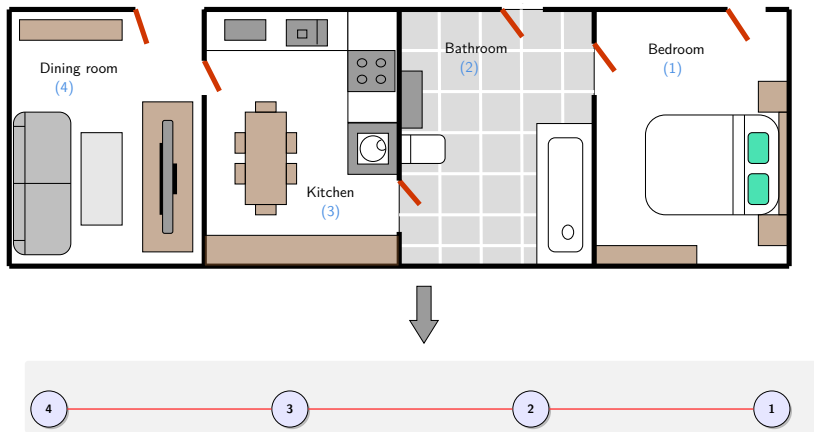 Dining room
(4)
Kitchen
(3)
Bathroom
(2)
Bedroom
(1)
4 3 2 1